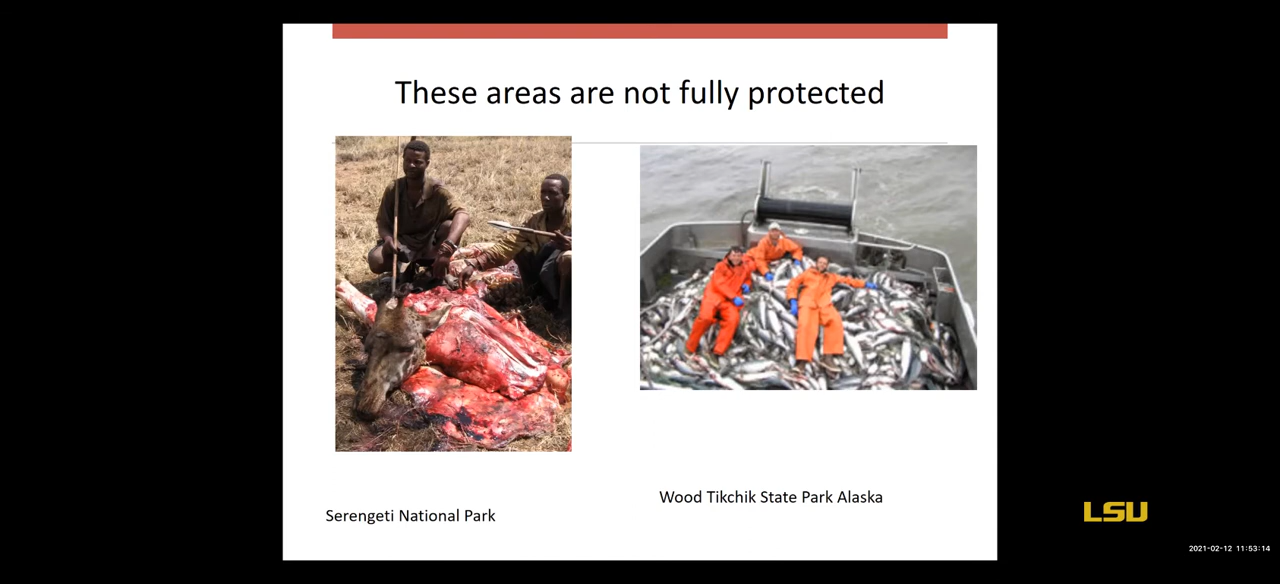 These areas are not fully protected
Wood Tikchik State Park Alaska
Serengeti National Park
LSU
2021-02-12 11:53:14